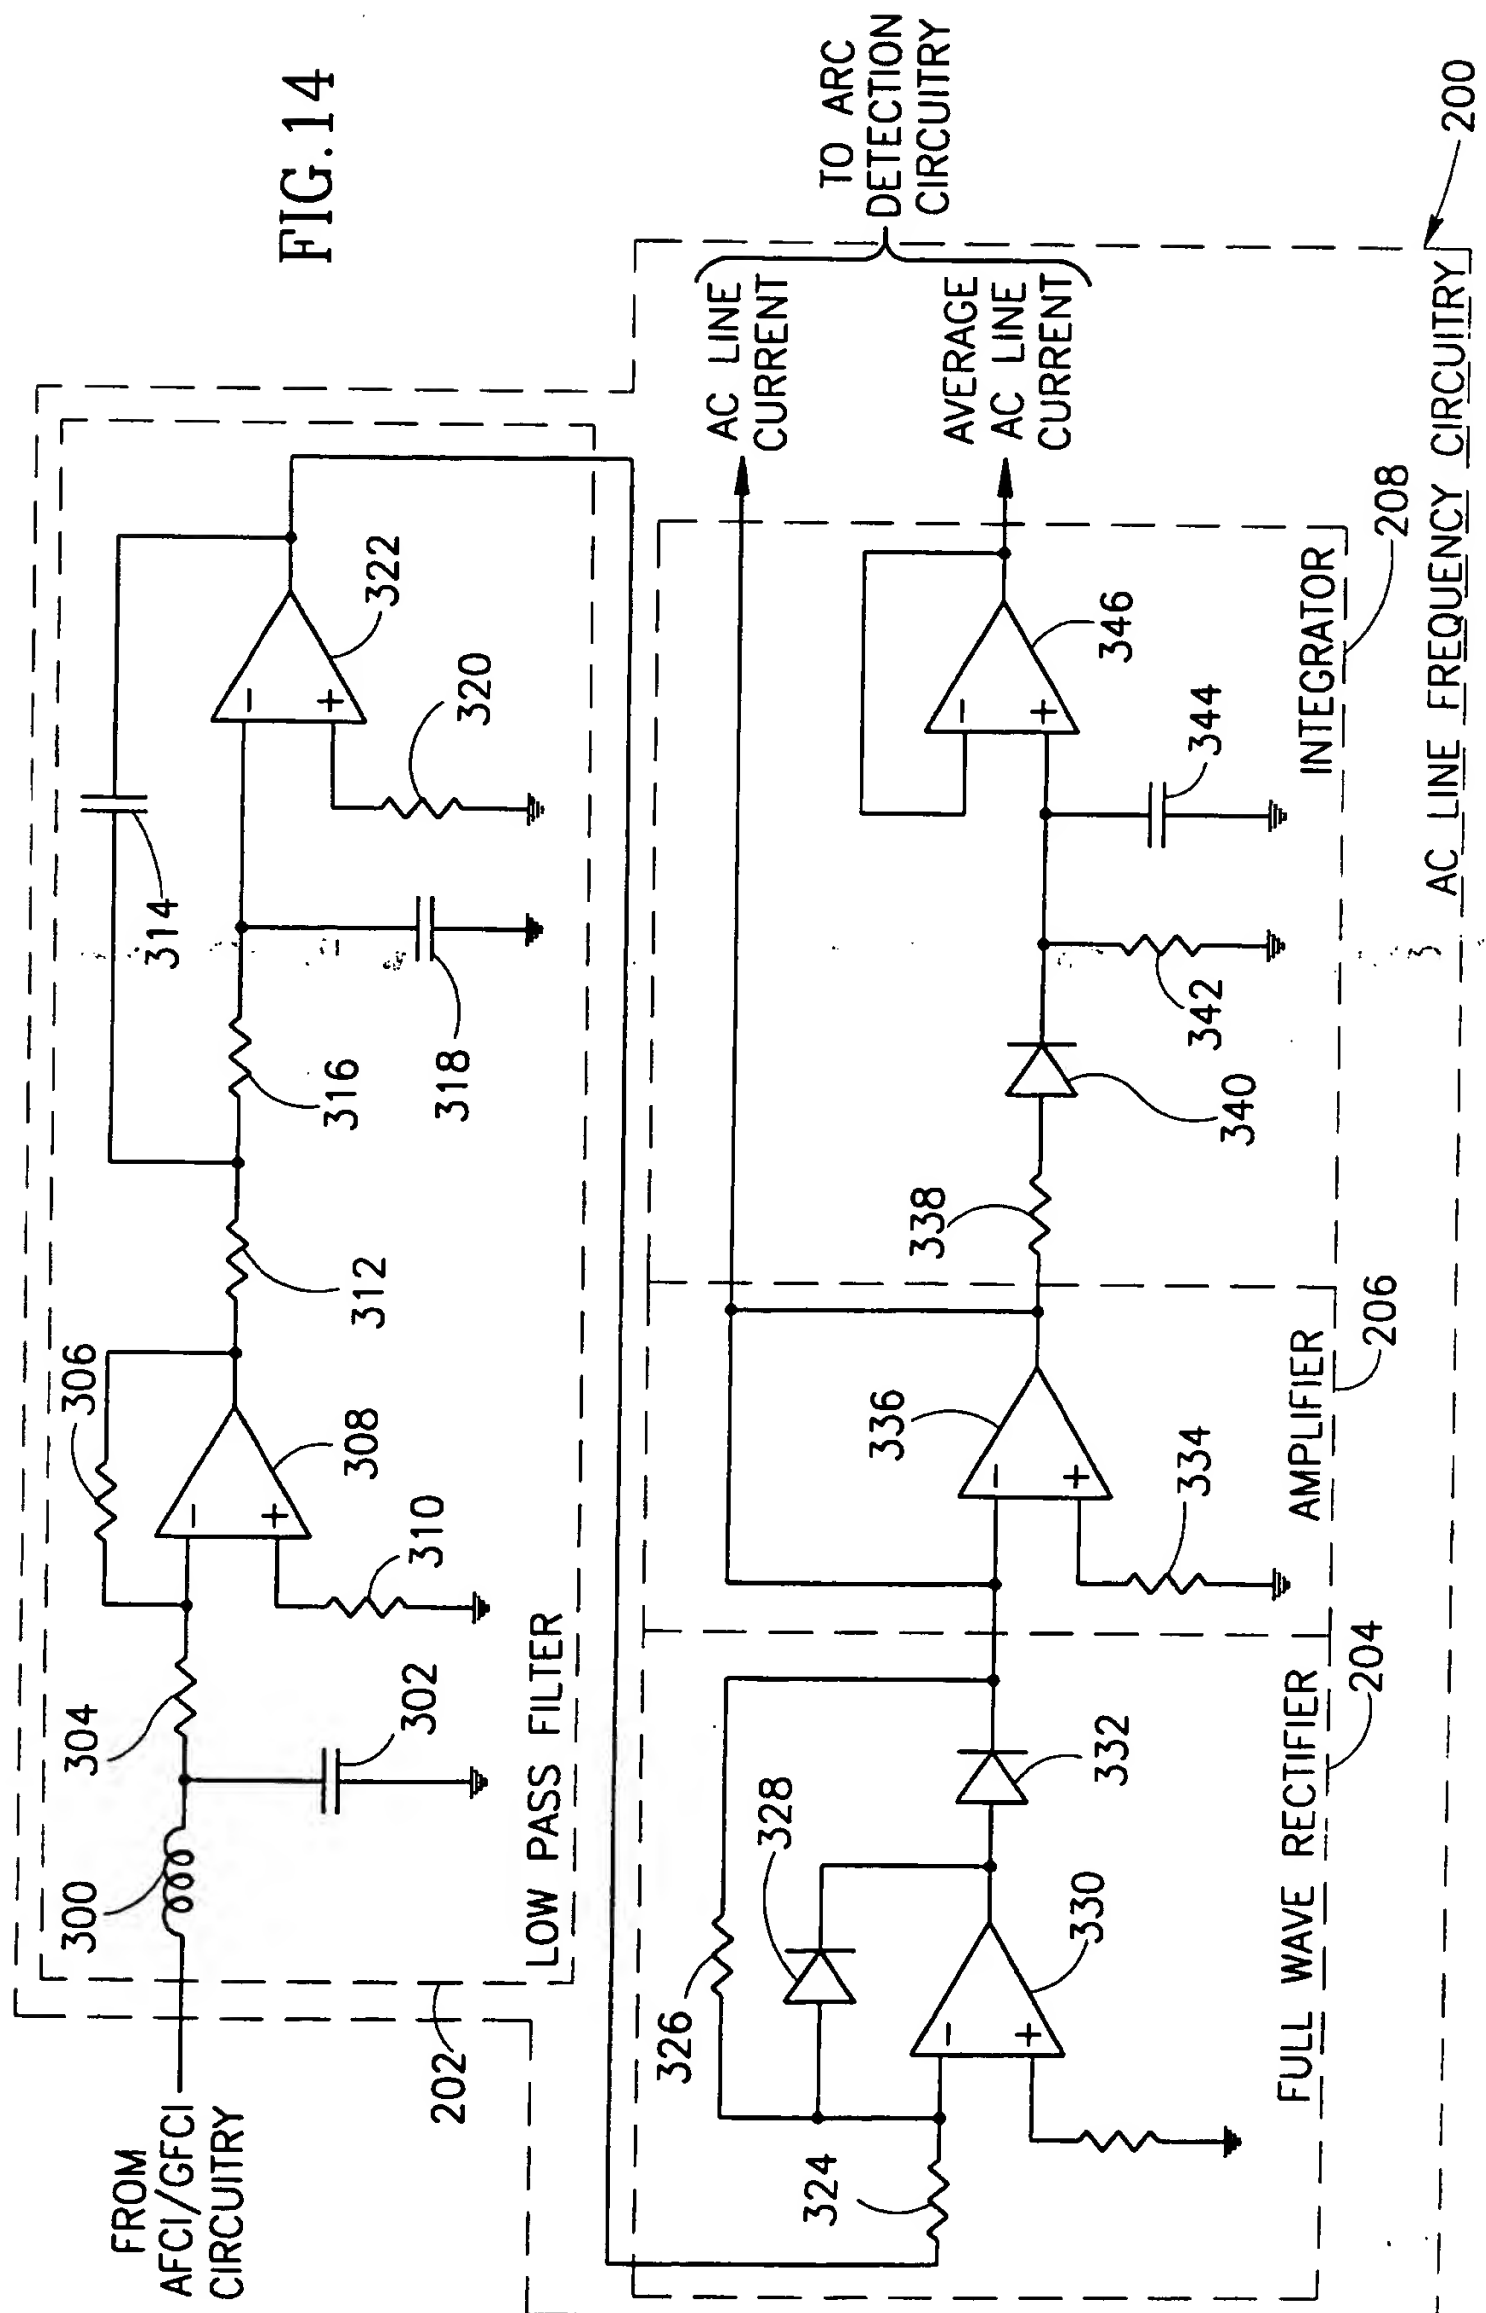 FIG.14
FROM
AFCI/GFCI
CIRCUITRY
300
302
304
306
308
310
312
314
316
318
320
322
−
+
−
+
LOW PASS FILTER
202
324
326
328
330
332
−
+
FULL WAVE RECTIFIER
204
334
336
−
+
AMPLIFIER
206
338
340
342
344
346
−
+
INTEGRATOR
208
AC LINE
CURRENT
AVERAGE
AC LINE
CURRENT
TO ARC
DETECTION
CIRCUITRY
AC LINE FREQUENCY CIRCUITRY
200